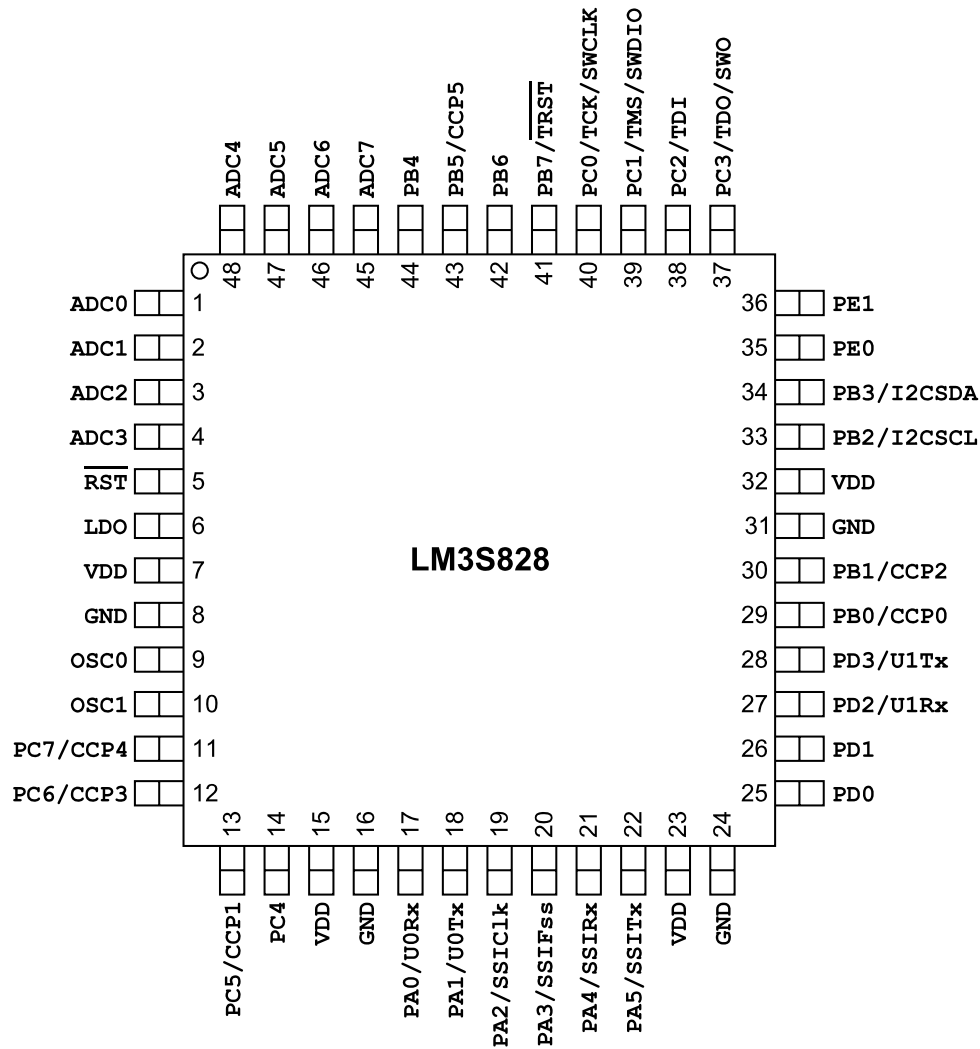 ADC4
ADC5
ADC6
ADC7
PB4
PB5/CCP5
PB6
PB7/TRST
PC0/TCK/SWCLK
PC1/TMS/SWDIO
PC2/TDI
PC3/TDO/SWO
48
47
46
45
44
43
42
41
40
39
38
37
ADC0 1
36 PE1
ADC1 2
35 PE0
ADC2 3
34 PB3/I2CSDA
ADC3 4
33 PB2/I2CSCL
RST 5
32 VDD
LDO 6
31 GND
LM3S828
VDD 7
30 PB1/CCP2
GND 8
29 PB0/CCP0
OSC0 9
28 PD3/U1Tx
OSC1 10
27 PD2/U1Rx
PC7/CCP4 11
26 PD1
PC6/CCP3 12
25 PD0
13
14
15
16
17
18
19
20
21
22
23
24
PC5/CCP1
PC4
VDD
GND
PA0/U0Rx
PA1/U0Tx
PA2/SSIClk
PA3/SSIFss
PA4/SSIRx
PA5/SSITx
VDD
GND